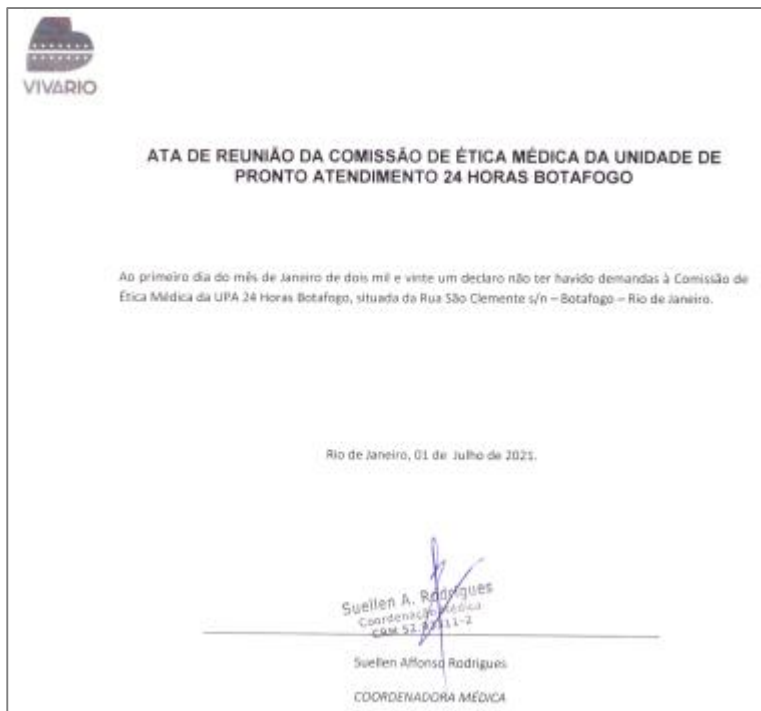 VIVARIO
ATA DE REUNIÃO DA COMISSÃO DE ÉTICA MÉDICA DA UNIDADE DE
PRONTO ATENDIMENTO 24 HORAS BOTAFOGO
Ao primeiro dia do mês de Janeiro de dois mil e vinte um declaro não ter havido demandas à Comissão de
Ética Médica da UPA 24 Horas Botafogo, situada da Rua São Clemente s/n – Botafogo – Rio de Janeiro.
Rio de Janeiro, 01 de Julho de 2021.
Suellen A. Rodrigues
Coordenação Médica
CRM
Suellen Affonso Rodrigues
COORDENADORA MÉDICA